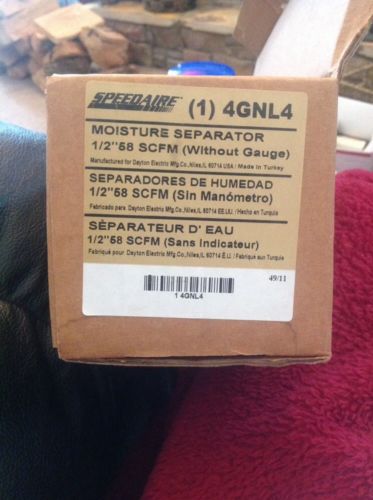 SPEEDAIRE (1) 4GNL4
MOISTURE SEPARATOR
1/2"58 SCFM (Without Gauge)
Manufactured for Dayton Electric Mfg.Co.,Niles,IL 60714 USA / Made in Turkey
SEPARADORES DE HUMEDAD
1/2"58 SCFM (Sin Manómetro)
Fabricado para Dayton Electric Mfg.Co.,Niles,IL 60714 EE.UU. / Hecho en Turquia
SÉPARATEUR D' EAU
1/2"58 SCFM (Sans indicateur)
Fabriqué pour Dayton Electric Mfg.Co.,Niles,IL 60714 É.U. / Fabriqué aux Turquie
49/11
1 4GNL4